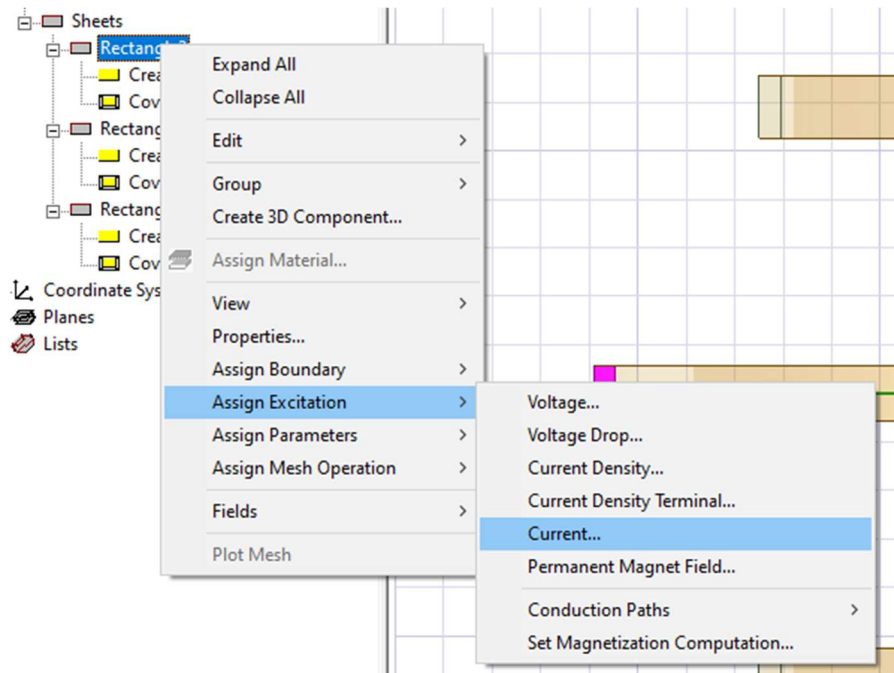 Sheets
Rectangle2
Crea
Cov
Rectang
Crea
Cov
Rectang
Crea
Cov
Coordinate Sys
Planes
Lists
Expand All
Collapse All
Edit
Group
Create 3D Component...
Assign Material...
View
Properties...
Assign Boundary
Assign Excitation
Assign Parameters
Assign Mesh Operation
Fields
Plot Mesh
Voltage...
Voltage Drop...
Current Density...
Current Density Terminal...
Current...
Permanent Magnet Field...
Conduction Paths
Set Magnetization Computation...